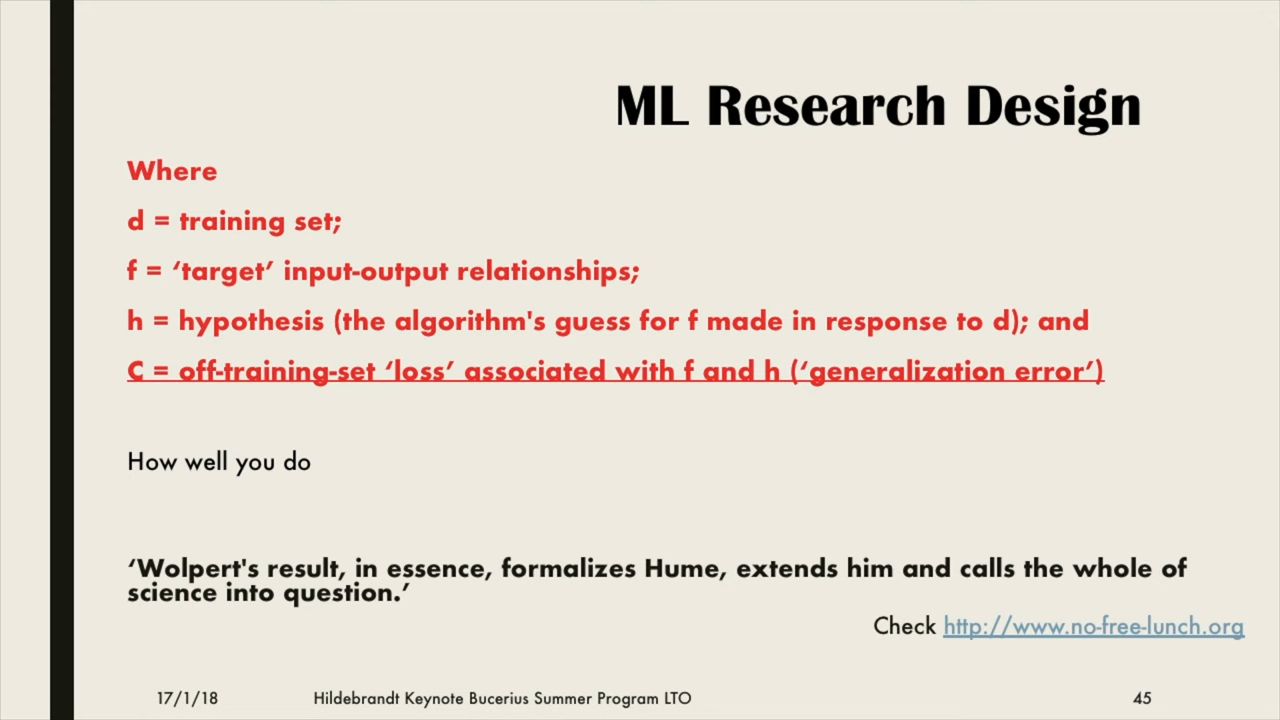 ML Research Design
Where
d = training set;
f = ‘target’ input-output relationships;
h = hypothesis (the algorithm's guess for f made in response to d); and
C = off-training-set ‘loss’ associated with f and h (‘generalization error’)
How well you do
‘Wolpert's result, in essence, formalizes Hume, extends him and calls the whole of
science into question.’
Check http://www.no-free-lunch.org
17/1/18 Hildebrandt Keynote Bucerius Summer Program LTO 45